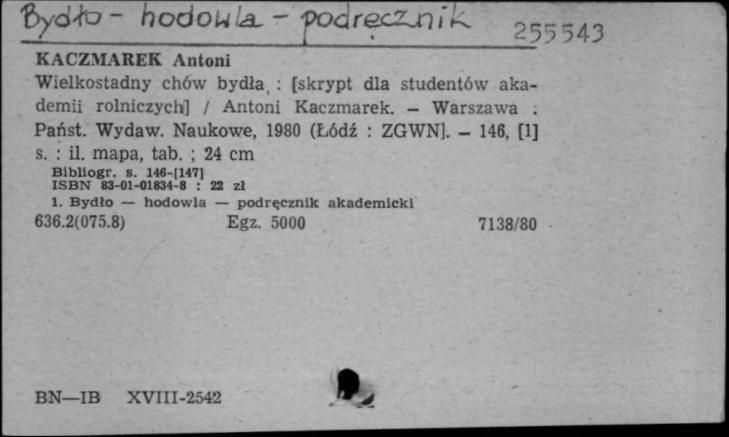 Bydło - hodowla - podręcznik 255543
KACZMAREK Antoni
Wielkostadny chów bydła : [skrypt dla studentów aka-
demii rolniczych] / Antoni Kaczmarek. — Warszawa :
Państ. Wydaw. Naukowe, 1980 (Łódź : ZGWN]. — 146, [1]
s. : il. mapa, tab. ; 24 cm
Bibliogr. s. 146-[147]
ISBN 83-01-01834-8 : 22 zł
1. Bydło — hodowla — podręcznik akademicki
636.2(075.8) Egz. 5000 7138/80
BN—IB XVIII-2542